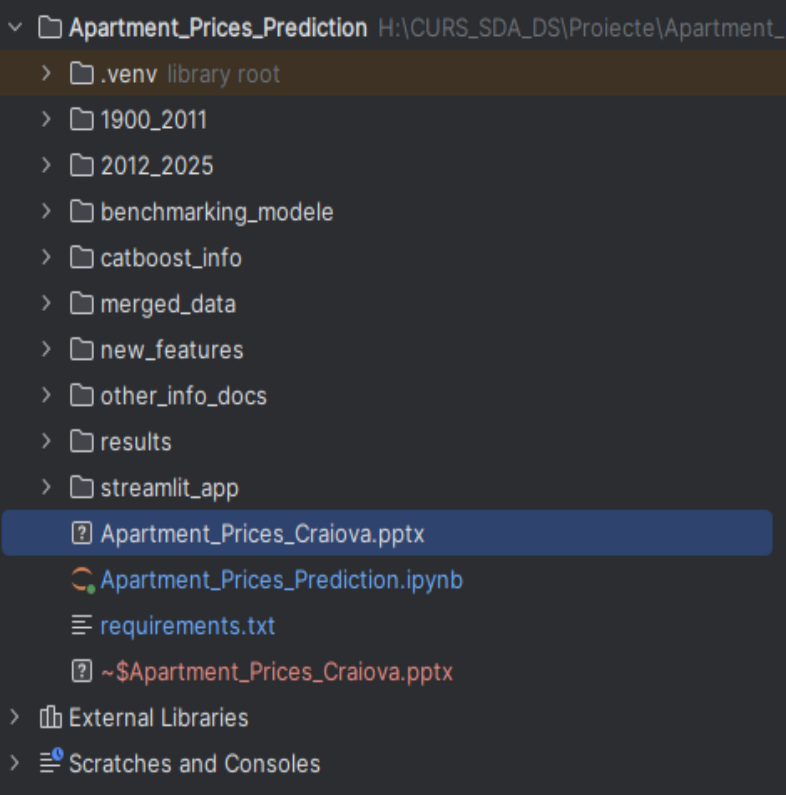 Apartment_Prices_Prediction H:\CURS_SDA_DS\Proiecte\Apartment_
.venv library root
1900_2011
2012_2025
benchmarking_modele
catboost_info
merged_data
new_features
other_info_docs
results
streamlit_app
Apartment_Prices_Craiova.pptx
Apartment_Prices_Prediction.ipynb
requirements.txt
~$Apartment_Prices_Craiova.pptx
External Libraries
Scratches and Consoles